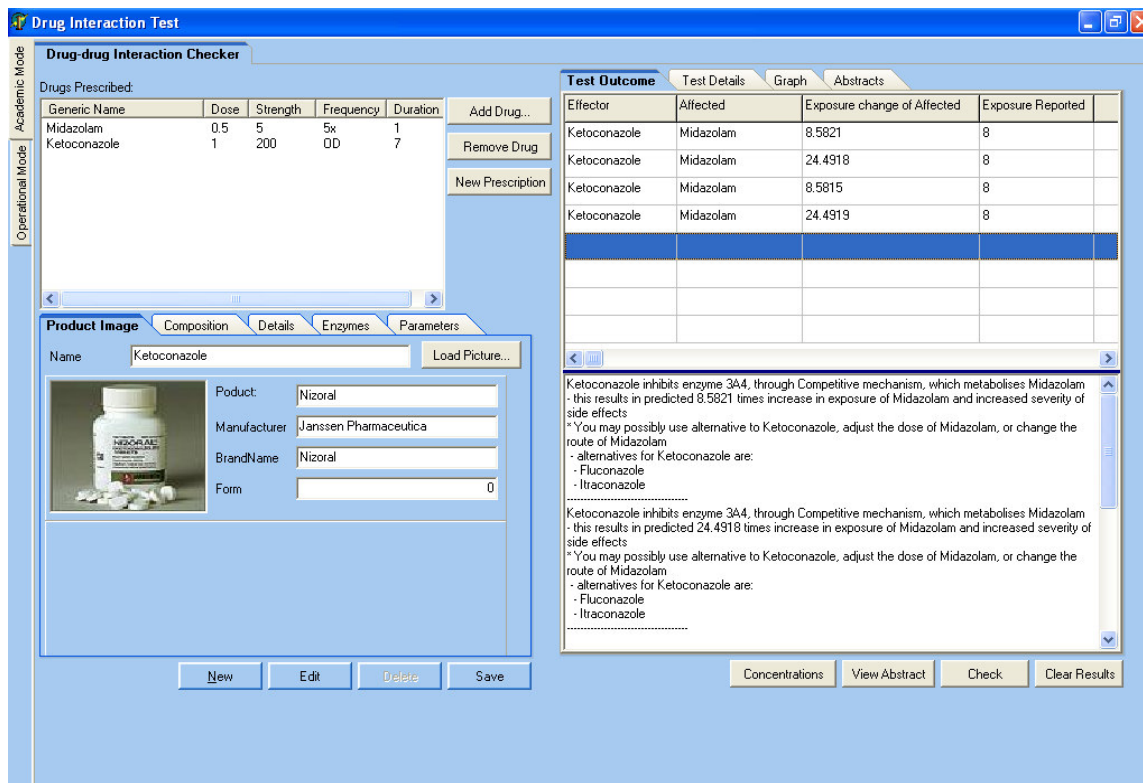 Drug Interaction Test
Academic Mode
Operational Mode
Drug-drug Interaction Checker
Drugs Prescribed:
Generic Name Dose Strength Frequency Duration
Midazolam 0.5 5 5x 1
Ketoconazole 1 200 OD 7
Add Drug...
Remove Drug
New Prescription
Product Image Composition Details Enzymes Parameters
Name Ketoconazole Load Picture...
NIZORAL
Poduct: Nizoral
Manufacturer Janssen Pharmaceutica
BrandName Nizoral
Form 0
New Edit Delete Save
Test Outcome Test Details Graph Abstracts
Effector Affected Exposure change of Affected Exposure Reported
Ketoconazole Midazolam 8.5821 8
Ketoconazole Midazolam 24.4918 8
Ketoconazole Midazolam 8.5815 8
Ketoconazole Midazolam 24.4919 8
Ketoconazole inhibits enzyme 3A4, through Competitive mechanism, which metabolises Midazolam
- this results in predicted 8.5821 times increase in exposure of Midazolam and increased severity of
side effects
* You may possibly use alternative to Ketoconazole, adjust the dose of Midazolam, or change the
route of Midazolam
- alternatives for Ketoconazole are:
- Fluconazole
- Itraconazole
------------------------------------
Ketoconazole inhibits enzyme 3A4, through Competitive mechanism, which metabolises Midazolam
- this results in predicted 24.4918 times increase in exposure of Midazolam and increased severity of
side effects
* You may possibly use alternative to Ketoconazole, adjust the dose of Midazolam, or change the
route of Midazolam
- alternatives for Ketoconazole are:
- Fluconazole
- Itraconazole
------------------------------------
Concentrations View Abstract Check Clear Results